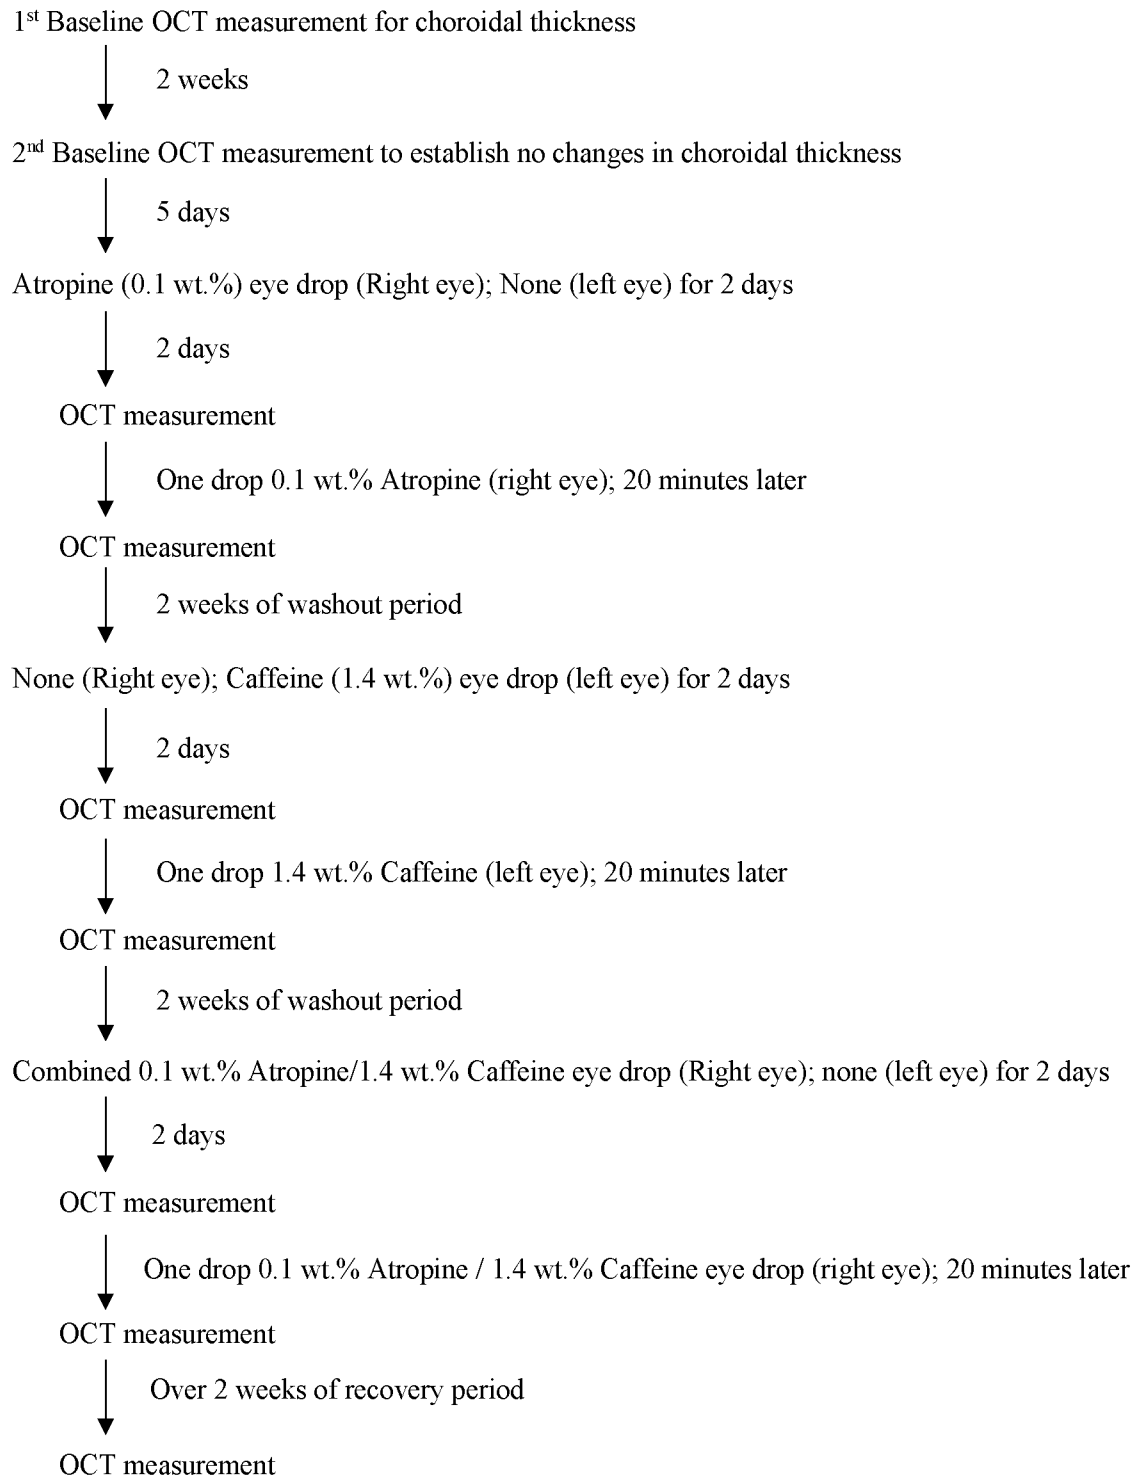 1st Baseline OCT measurement for choroidal thickness
2 weeks
2nd Baseline OCT measurement to establish no changes in choroidal thickness
5 days
Atropine (0.1 wt.%) eye drop (Right eye); None (left eye) for 2 days
2 days
OCT measurement
One drop 0.1 wt.% Atropine (right eye); 20 minutes later
OCT measurement
2 weeks of washout period
None (Right eye); Caffeine (1.4 wt.%) eye drop (left eye) for 2 days
2 days
OCT measurement
One drop 1.4 wt.% Caffeine (left eye); 20 minutes later
OCT measurement
2 weeks of washout period
Combined 0.1 wt.% Atropine/1.4 wt.% Caffeine eye drop (Right eye); none (left eye) for 2 days
2 days
OCT measurement
One drop 0.1 wt.% Atropine / 1.4 wt.% Caffeine eye drop (right eye); 20 minutes later
OCT measurement
Over 2 weeks of recovery period
OCT measurement